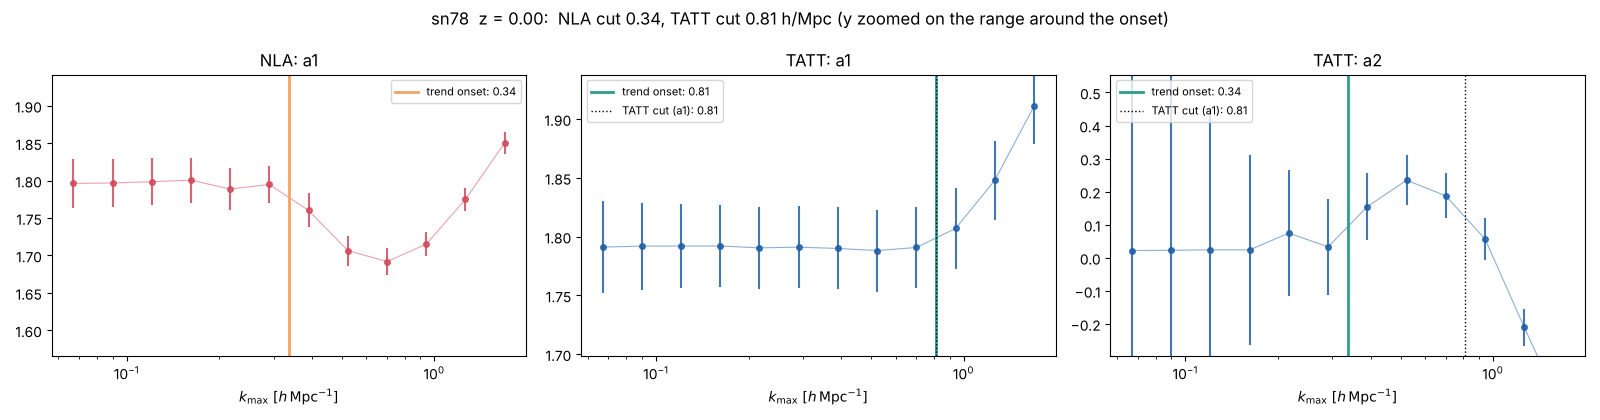 sn78 z = 0.00: NLA cut 0.34, TATT cut 0.81 h/Mpc (y zoomed on the range around the onset)
NLA: a1
trend onset: 0.34
1.90
1.85
1.80
1.75
1.70
1.65
1.60
10⁻¹
10⁰
k_max [h Mpc⁻¹]
TATT: a1
trend onset: 0.81
TATT cut (a1): 0.81
1.90
1.85
1.80
1.75
1.70
10⁻¹
10⁰
k_max [h Mpc⁻¹]
TATT: a2
trend onset: 0.34
TATT cut (a1): 0.81
0.5
0.4
0.3
0.2
0.1
0.0
−0.1
−0.2
10⁻¹
10⁰
k_max [h Mpc⁻¹]